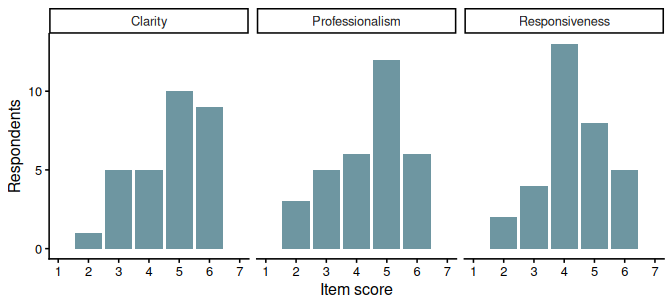 Clarity Professionalism Responsiveness
Respondents
10
5
0
1 2 3 4 5 6 7 1 2 3 4 5 6 7 1 2 3 4 5 6 7
Item score